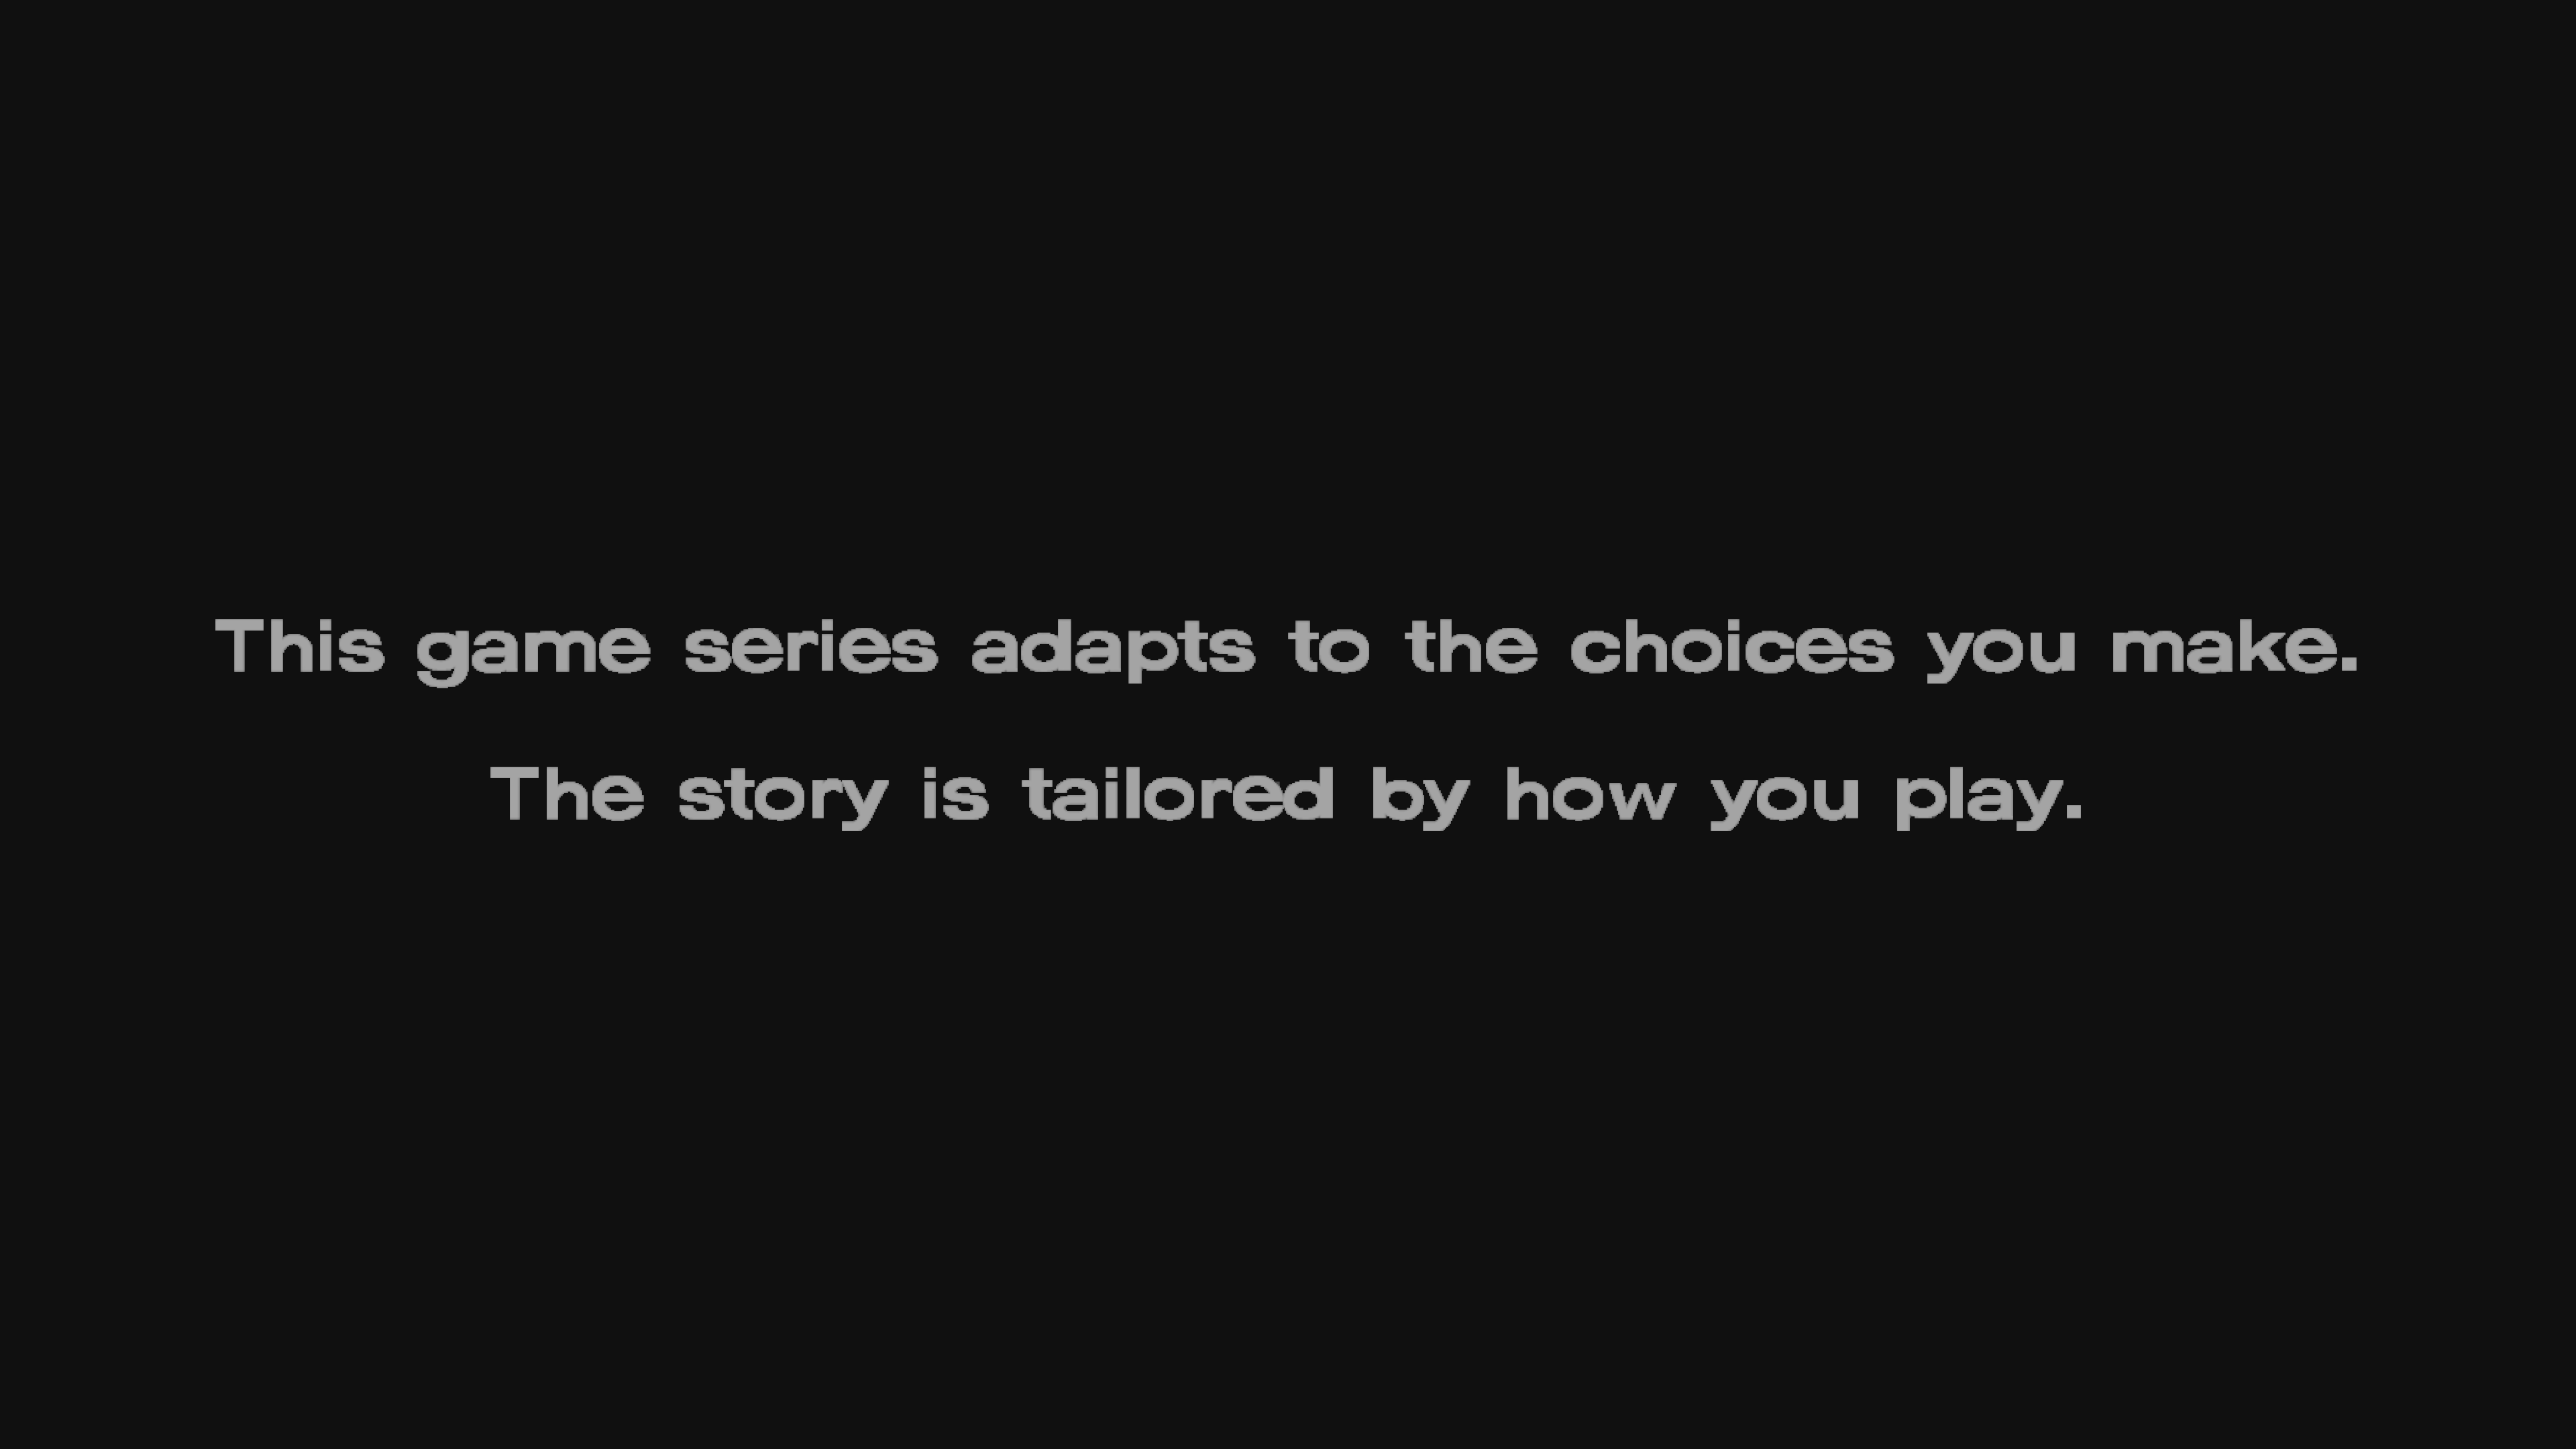 This game series adapts to the choices you make.
The story is tailored by how you play.